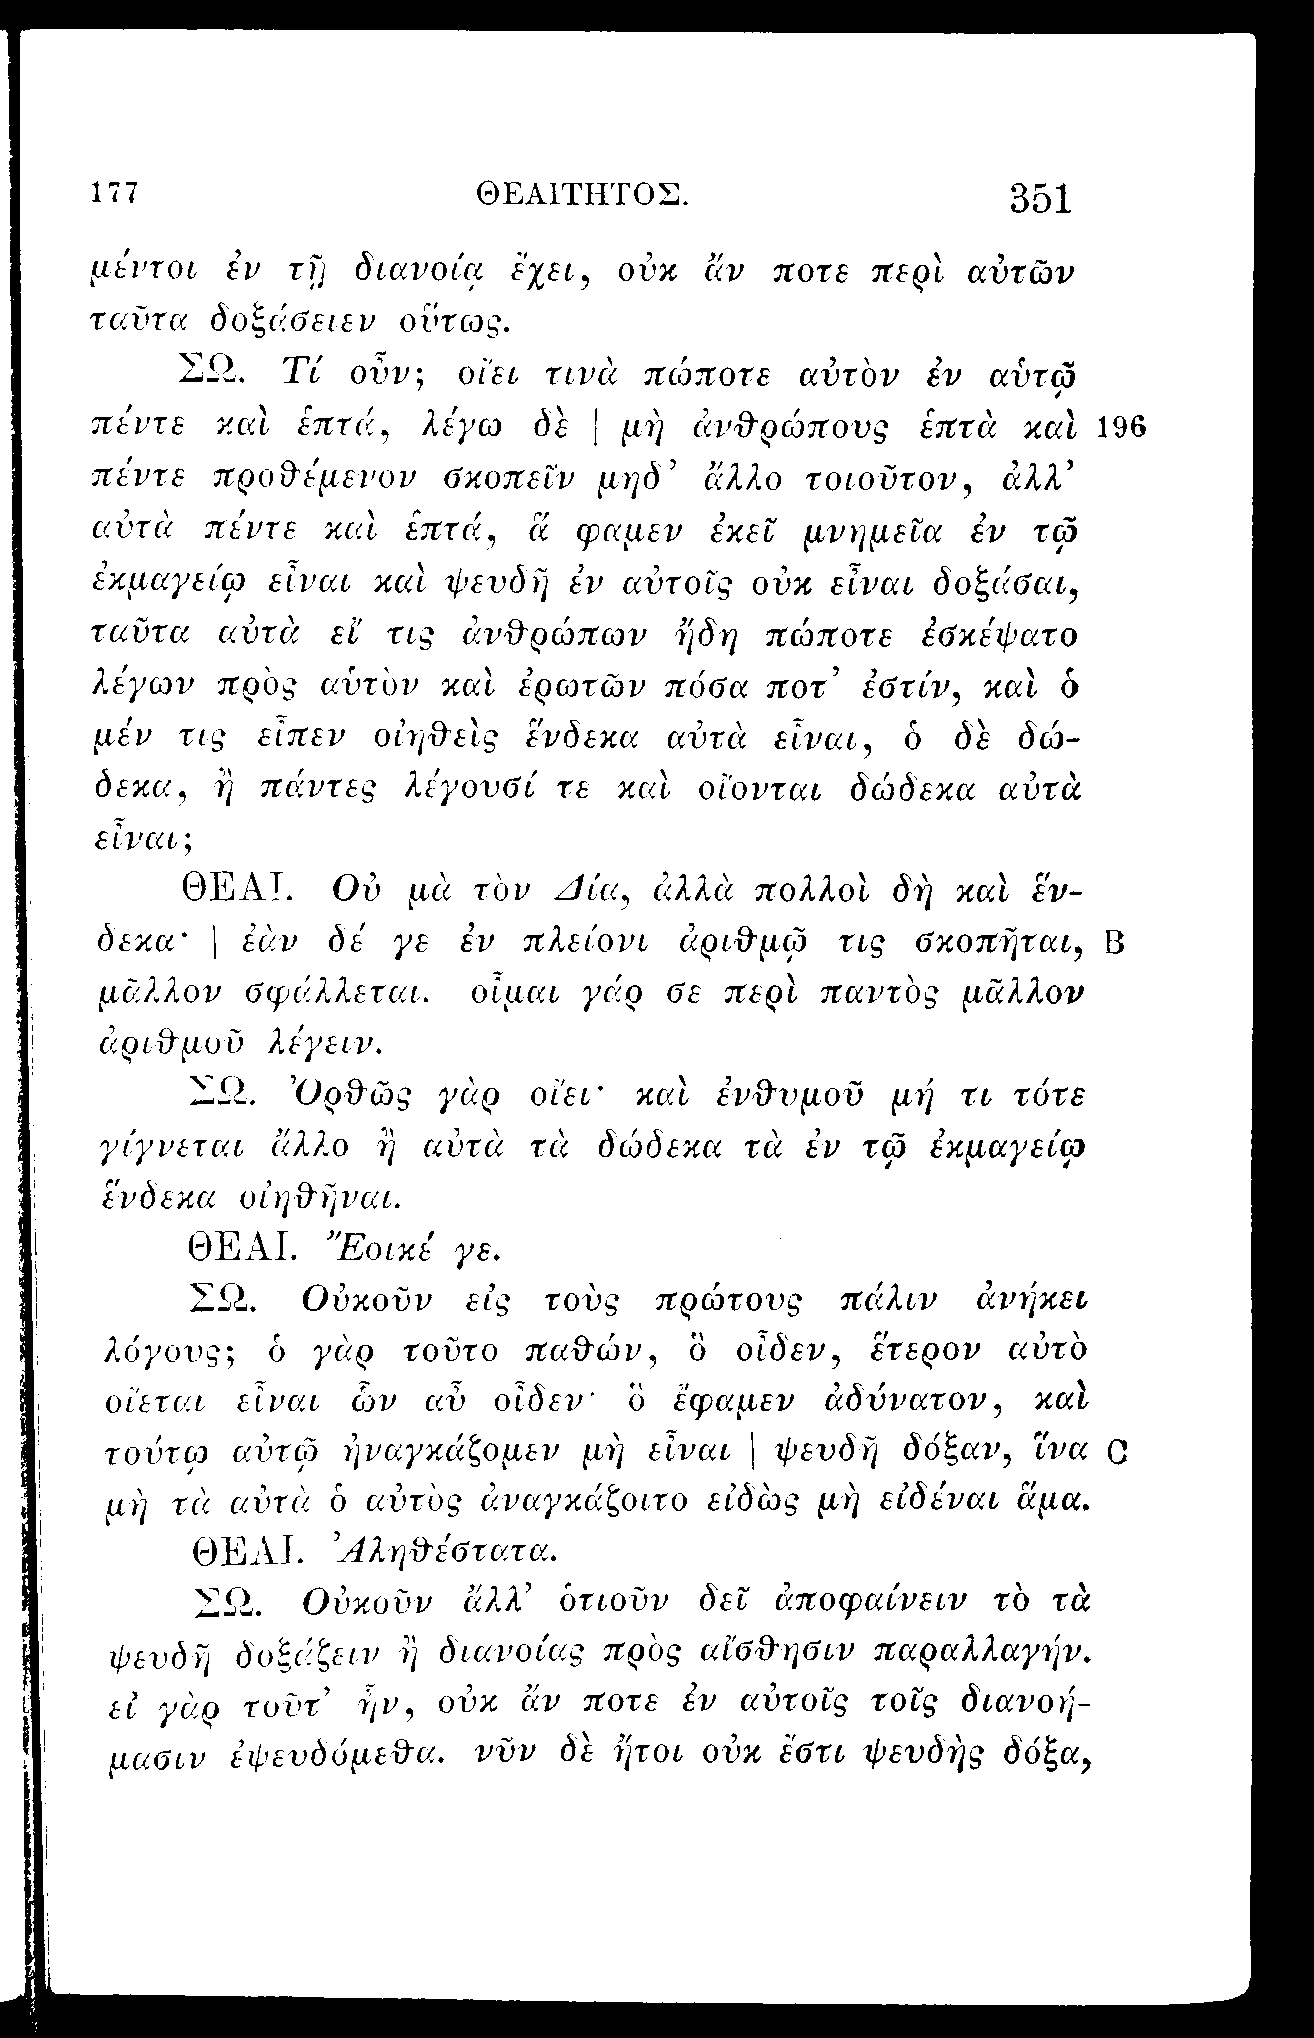 177 ΘΕΑΙΤΗΤΟΣ. 351
μέντοι ἐν τῇ διανοίᾳ ἔχει, οὐκ ἄν ποτε περὶ αὐτῶν
ταῦτα δοξάσειεν οὕτως.
ΣΩ. Τί οὖν; οἴει τινὰ πώποτε αὐτὸν ἐν αὑτῷ
πέντε καὶ ἑπτά, λέγω δὲ | μὴ ἀνθρώπους ἑπτὰ καὶ 196
πέντε προθέμενον σκοπεῖν μηδ’ ἄλλο τοιοῦτον, ἀλλ’
αὐτὰ πέντε καὶ ἑπτά, ἅ φαμεν ἐκεῖ μνημεῖα ἐν τῷ
ἐκμαγείῳ εἶναι καὶ ψευδῆ ἐν αὐτοῖς οὐκ εἶναι δοξάσαι,
ταῦτα αὐτὰ εἴ τις ἀνθρώπων ἤδη πώποτε ἐσκέψατο
λέγων πρὸς αὑτὸν καὶ ἐρωτῶν πόσα ποτ’ ἐστίν, καὶ ὁ
μέν τις εἶπεν οἰηθεὶς ἕνδεκα αὐτὰ εἶναι, ὁ δὲ δώ-
δεκα, ἢ πάντες λέγουσί τε καὶ οἴονται δώδεκα αὐτὰ
εἶναι;
ΘΕΑΙ. Οὐ μὰ τὸν Δία, ἀλλὰ πολλοὶ δὴ καὶ ἕν-
δεκα· | ἐὰν δέ γε ἐν πλείονι ἀριθμῷ τις σκοπῆται, B
μᾶλλον σφάλλεται. οἶμαι γάρ σε περὶ παντὸς μᾶλλον
ἀριθμοῦ λέγειν.
ΣΩ. Ὀρθῶς γὰρ οἴει· καὶ ἐνθυμοῦ μή τι τότε
γίγνεται ἄλλο ἢ αὐτὰ τὰ δώδεκα τὰ ἐν τῷ ἐκμαγείῳ
ἕνδεκα οἰηθῆναι.
ΘΕΑΙ. Ἔοικέ γε.
ΣΩ. Οὐκοῦν εἰς τοὺς πρώτους πάλιν ἀνήκει
λόγους; ὁ γὰρ τοῦτο παθών, ὃ οἶδεν, ἕτερον αὐτὸ
οἴεται εἶναι ὧν αὖ οἶδεν· ὃ ἔφαμεν ἀδύνατον, καὶ
τούτῳ αὐτῷ ἠναγκάζομεν μὴ εἶναι | ψευδῆ δόξαν, ἵνα C
μὴ τὰ αὐτὰ ὁ αὐτὸς ἀναγκάζοιτο εἰδὼς μὴ εἰδέναι ἅμα.
ΘΕΑΙ. Ἀληθέστατα.
ΣΩ. Οὐκοῦν ἄλλ’ ὁτιοῦν δεῖ ἀποφαίνειν τὸ τὰ
ψευδῆ δοξάζειν ἢ διανοίας πρὸς αἴσθησιν παραλλαγήν.
εἰ γὰρ τοῦτ’ ἦν, οὐκ ἄν ποτε ἐν αὐτοῖς τοῖς διανοή-
μασιν ἐψευδόμεθα. νῦν δὲ ἤτοι οὐκ ἔστι ψευδὴς δόξα,